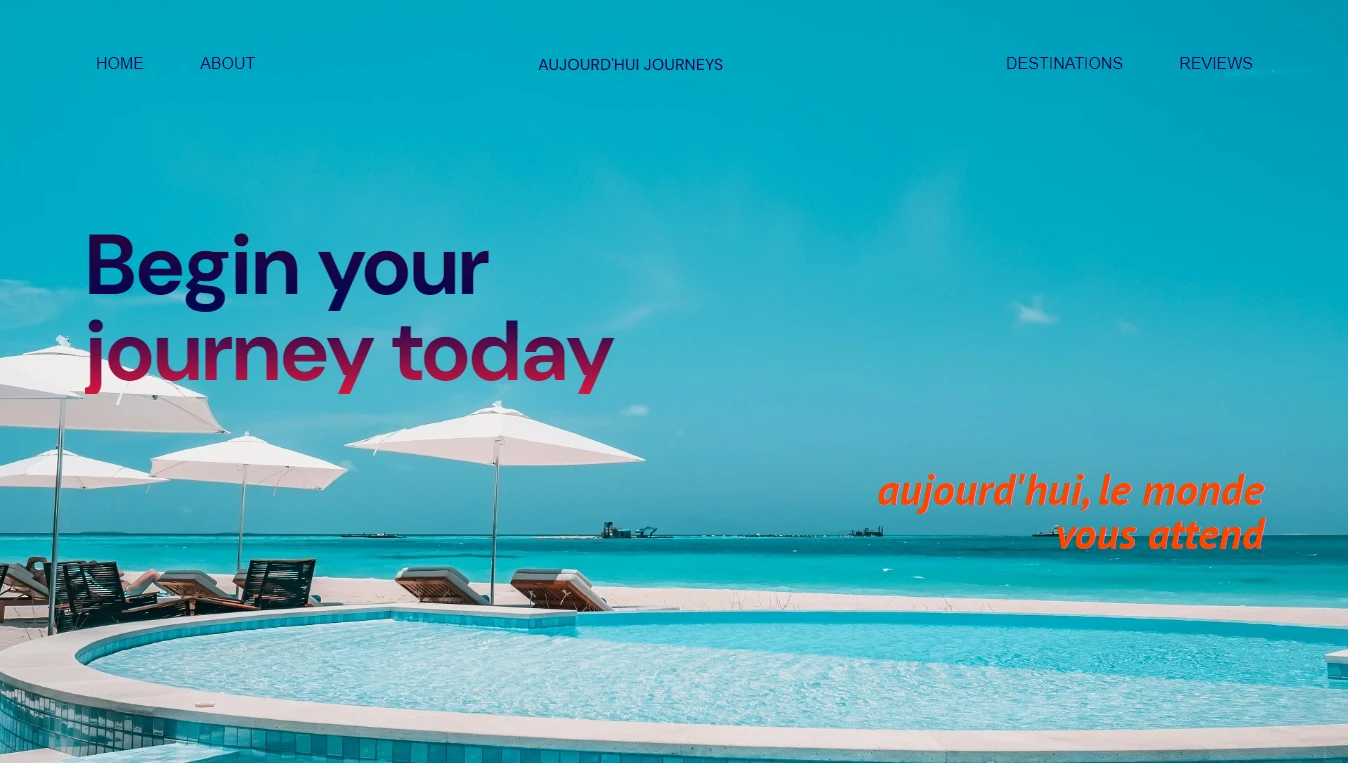 HOME
ABOUT
AUJOURD'HUI JOURNEYS
DESTINATIONS
REVIEWS
Begin your
journey today
aujourd'hui, le monde
vous attend